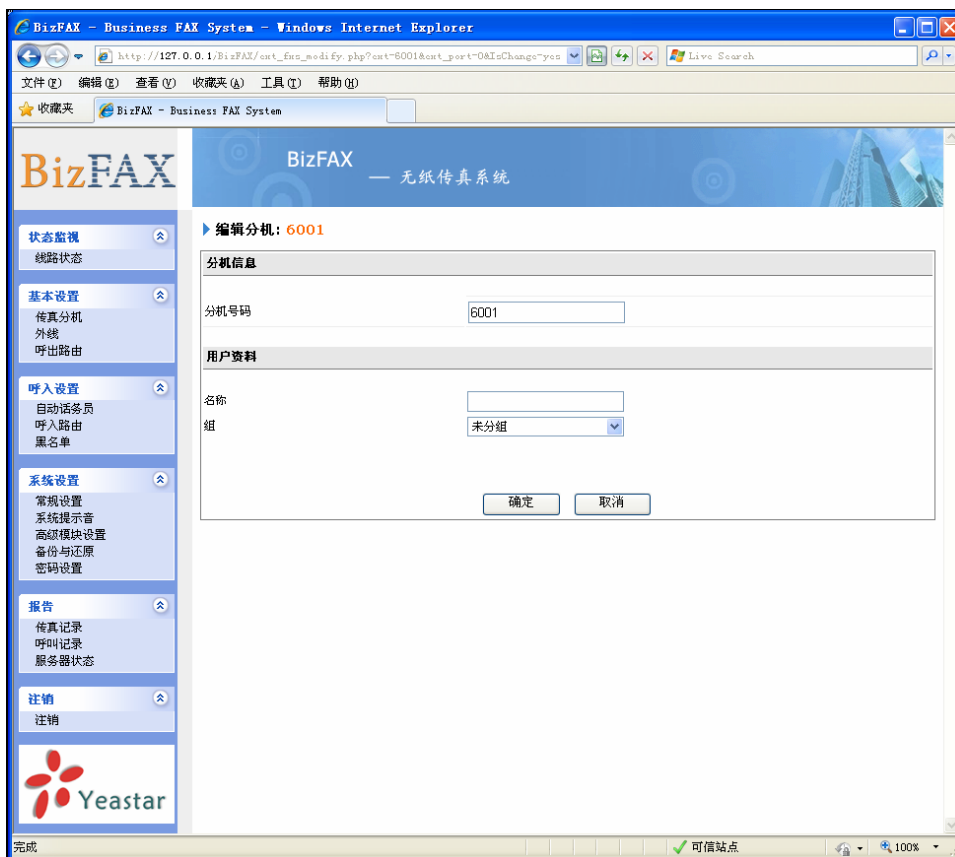 BizFAX - Business FAX System - Windows Internet Explorer
http://127.0.0.1/BizFAX/ext_fxs_modify.php?ext=6001&ext_port=0&IsChange=yes
Live Search
文件(F) 编辑(E) 查看(V) 收藏夹(A) 工具(T) 帮助(H)
收藏夹 BizFAX - Business FAX System
BizFAX
BizFAX
— 无纸传真系统
状态监视
线路状态
基本设置
传真分机
外线
呼出路由
呼入设置
自动话务员
呼入路由
黑名单
系统设置
常规设置
系统提示音
高级模块设置
备份与还原
密码设置
报告
传真记录
呼叫记录
服务器状态
注销
注销
Yeastar
编辑分机: 6001
分机信息
分机号码 6001
用户资料
名称
组 未分组
确定 取消
完成 可信站点 100%